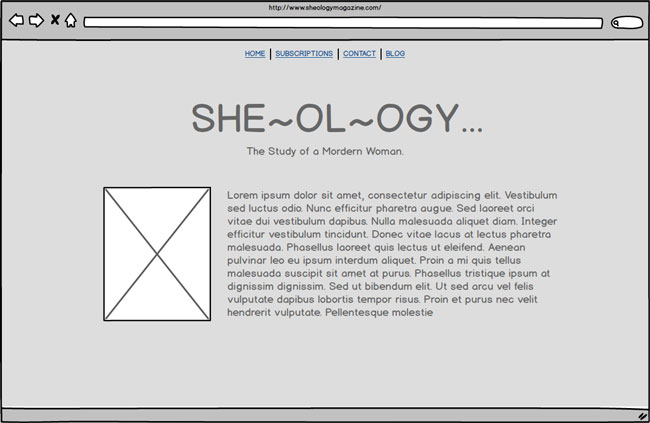 http://www.sheologymagazine.com/
HOME | SUBSCRIPTIONS | CONTACT | BLOG
SHE~OL~OGY...
The Study of a Mordern Woman.
Lorem ipsum dolor sit amet, consectetur adipiscing elit. Vestibulum
sed luctus odio. Nunc efficitur pharetra augue. Sed laoreet orci
vitae dui vestibulum dapibus. Nulla malesuada aliquet diam. Integer
efficitur vestibulum tincidunt. Donec vitae lacus at lectus pharetra
malesuada. Phasellus laoreet quis lectus ut eleifend. Aenean
pulvinar leo eu ipsum interdum aliquet. Proin a mi quis tellus
malesuada suscipit sit amet at purus. Phasellus tristique ipsum at
dignissim dignissim. Sed ut bibendum elit. Ut sed arcu vel felis
vulputate dapibus lobortis tempor risus. Proin et purus nec velit
hendrerit vulputate. Pellentesque molestie